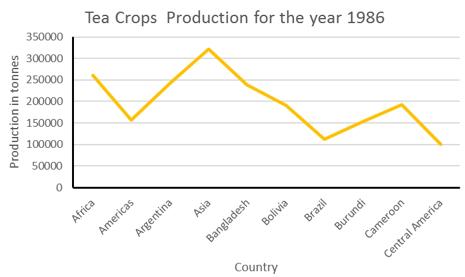 Tea Crops  Production for the year 1986
Production in tonnes
350000
300000
250000
200000
150000
100000
50000
0
Africa
Americas
Argentina
Asia
Bangladesh
Bolivia
Brazil
Burundi
Cameroon
Central America
Country